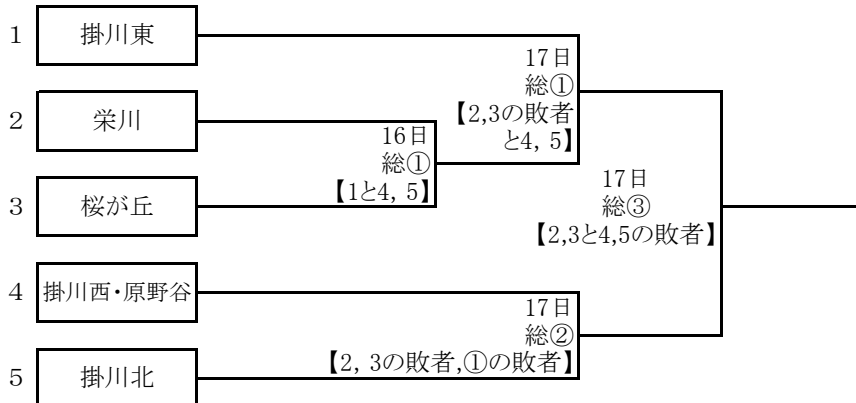 1 掛川東
17日
総①
【2,3の敗者
と4, 5】
2 栄川
16日
総①
【1と4, 5】
3 桜が丘
17日
総③
【2,3と4,5の敗者】
4 掛川西・原野谷
17日
総②
【2, 3の敗者,①の敗者】
5 掛川北